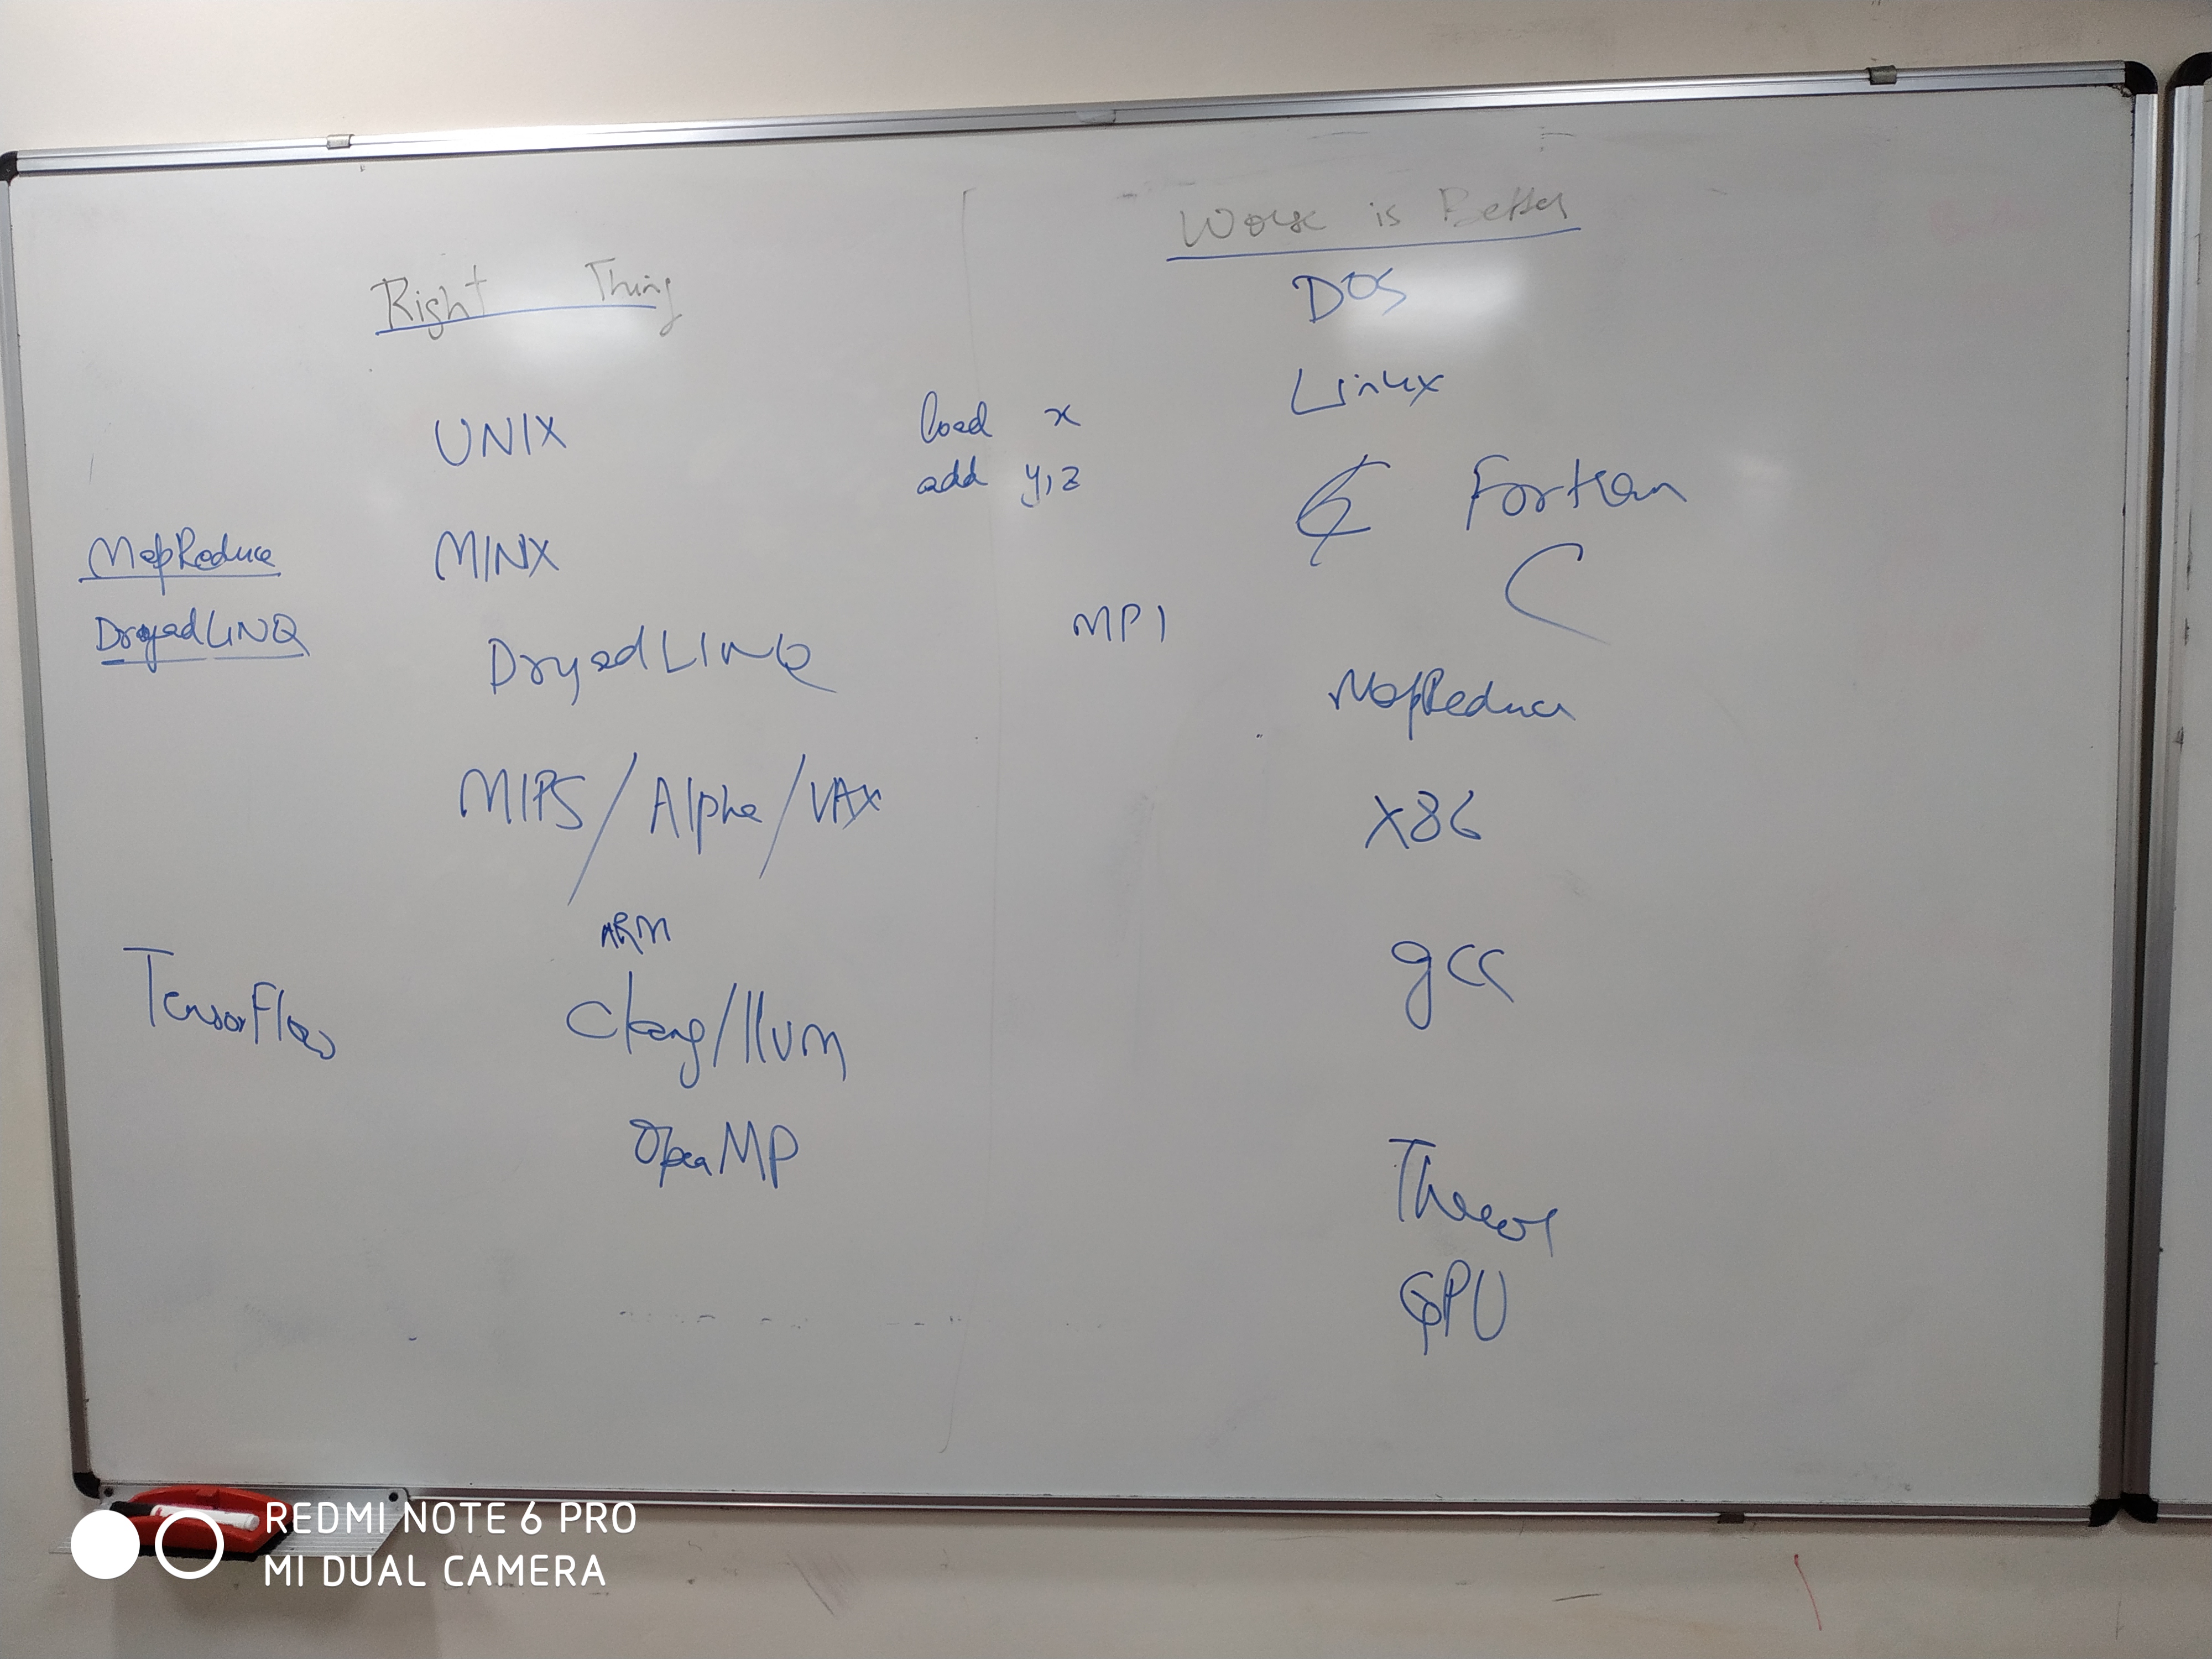 Worse is Better
Right Thing
DOS
Linux
UNIX
load x
add y,z
Fortran
C
MapReduce
MINX
DryadLINQ
MPI
DryadLINQ
MapReduce
MIPS/Alpha/VAX
x86
ARM
gcc
TensorFlow
Clang/llvm
OpenMP
GPU
REDMI NOTE 6 PRO
MI DUAL CAMERA